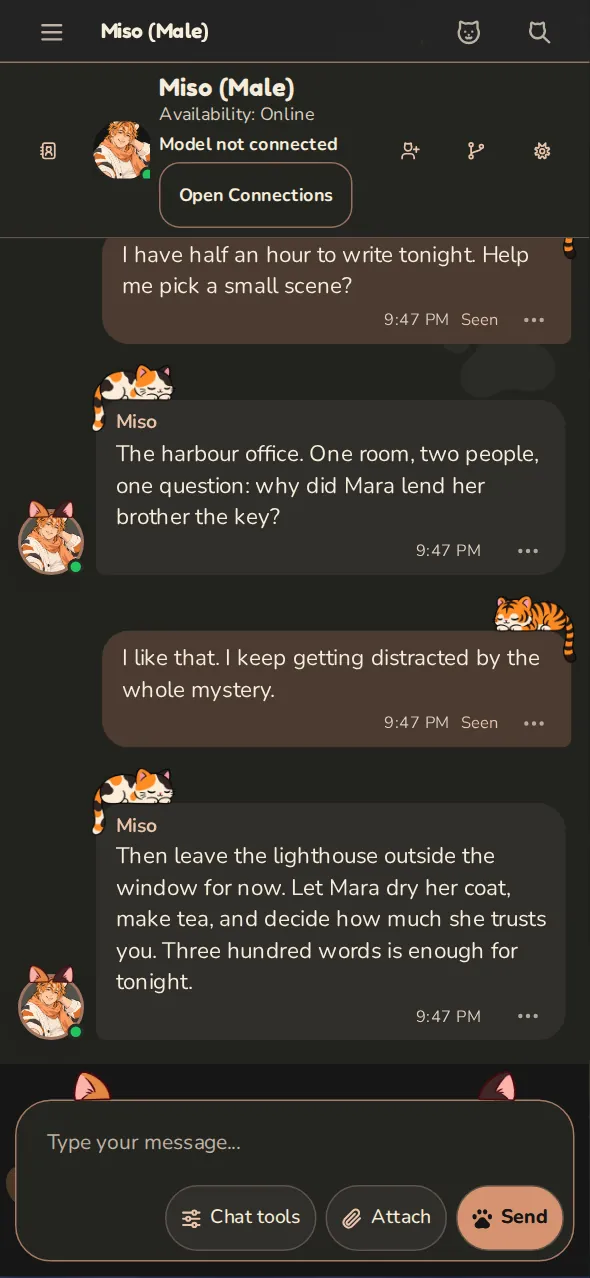 Miso (Male)
Miso (Male)
Availability: Online
Model not connected
Open Connections
I have half an hour to write tonight. Help
me pick a small scene?
9:47 PM Seen
Miso
The harbour office. One room, two people,
one question: why did Mara lend her
brother the key?
9:47 PM
I like that. I keep getting distracted by the
whole mystery.
9:47 PM Seen
Miso
Then leave the lighthouse outside the
window for now. Let Mara dry her coat,
make tea, and decide how much she trusts
you. Three hundred words is enough for
tonight.
9:47 PM
Type your message...
Chat tools
Attach
Send